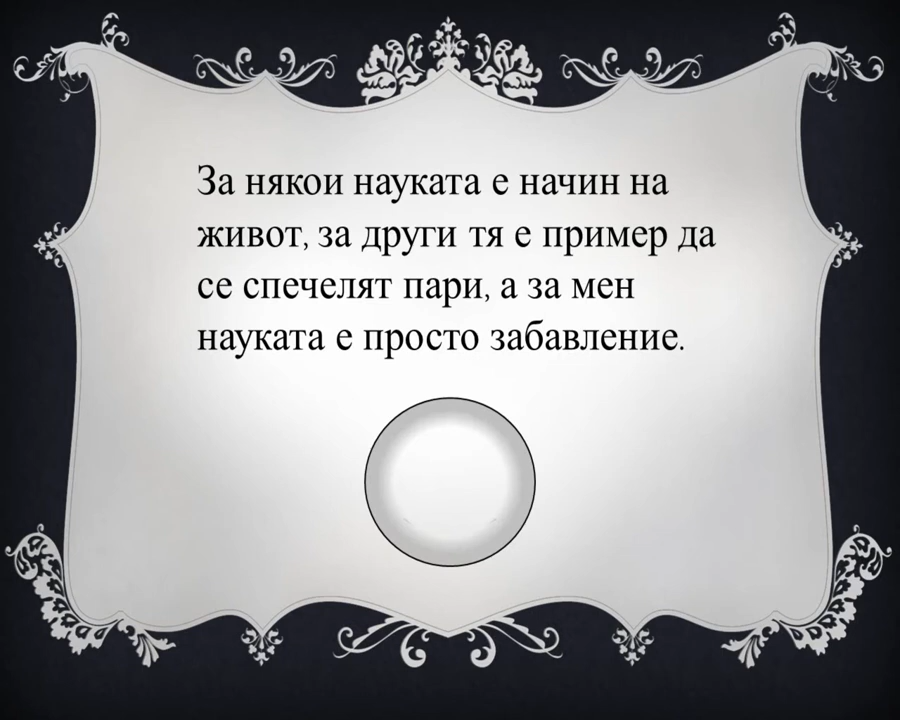 За някои науката е начин на
живот, за други тя е пример да
се спечелят пари, а за мен
науката е просто забавление.